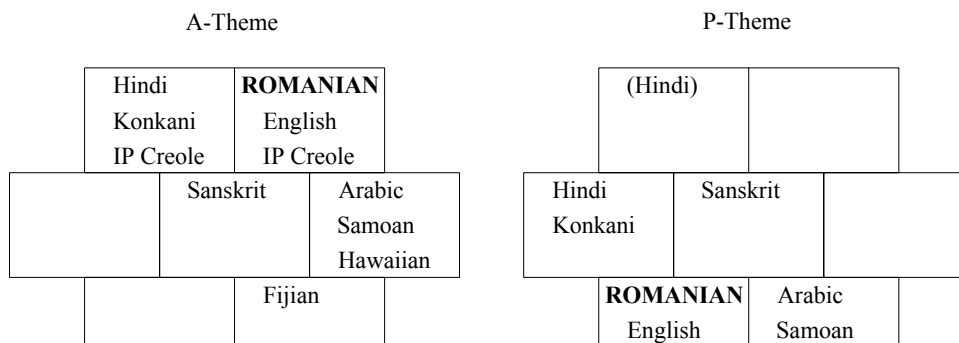 A-Theme
P-Theme
Hindi
Konkani
IP Creole
ROMANIAN
English
IP Creole
Sanskrit
Arabic
Samoan
Hawaiian
Fijian
(Hindi)
Hindi
Konkani
Sanskrit
ROMANIAN
English
Arabic
Samoan